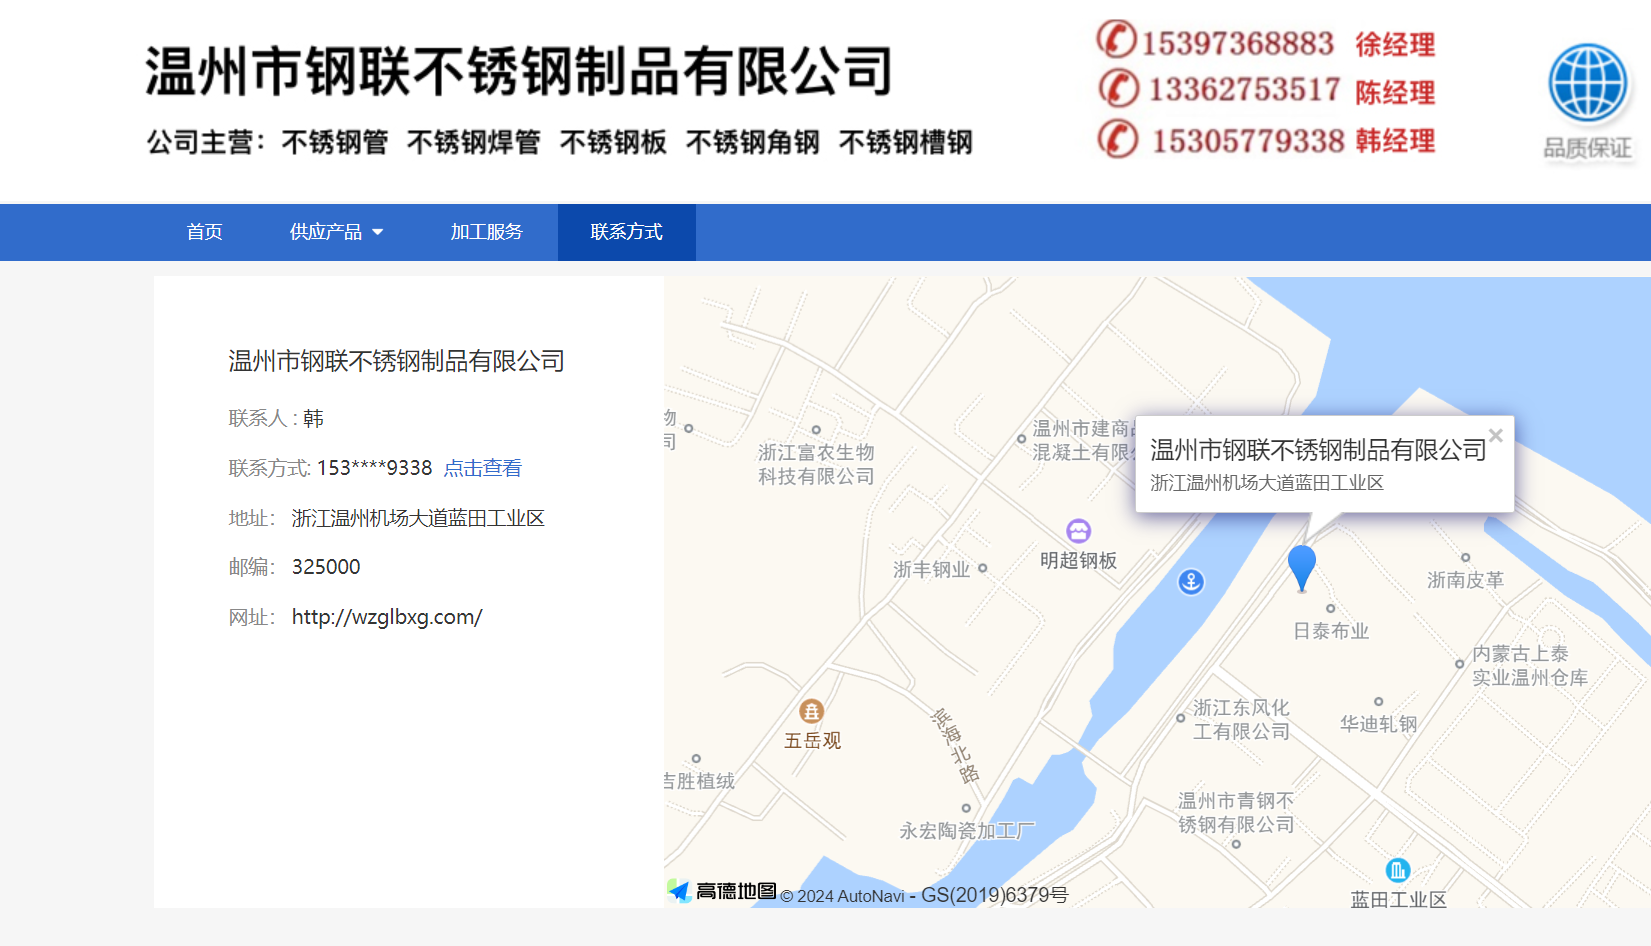 温州市钢联不锈钢制品有限公司
公司主营：不锈钢管 不锈钢焊管 不锈钢板 不锈钢角钢 不锈钢槽钢
15397368883 徐经理
13362753517 陈经理
15305779338 韩经理
品质保证
首页 供应产品 加工服务 联系方式
温州市钢联不锈钢制品有限公司
联系人 : 韩
联系方式: 153****9338 点击查看
地址： 浙江温州机场大道蓝田工业区
邮编： 325000
网址： http://wzglbxg.com/
物
司
浙江富农生物
科技有限公司
温州市建商品
混凝土有限公
温州市钢联不锈钢制品有限公司
浙江温州机场大道蓝田工业区
明超钢板
浙丰钢业
浙南皮革
日泰布业
内蒙古上泰
实业温州仓库
浙江东风化
工有限公司
华迪轧钢
五岳观
滨海北路
吉胜植绒
温州市青钢不
锈钢有限公司
永宏陶瓷加工厂
蓝田工业区
高德地图 © 2024 AutoNavi - GS(2019)6379号